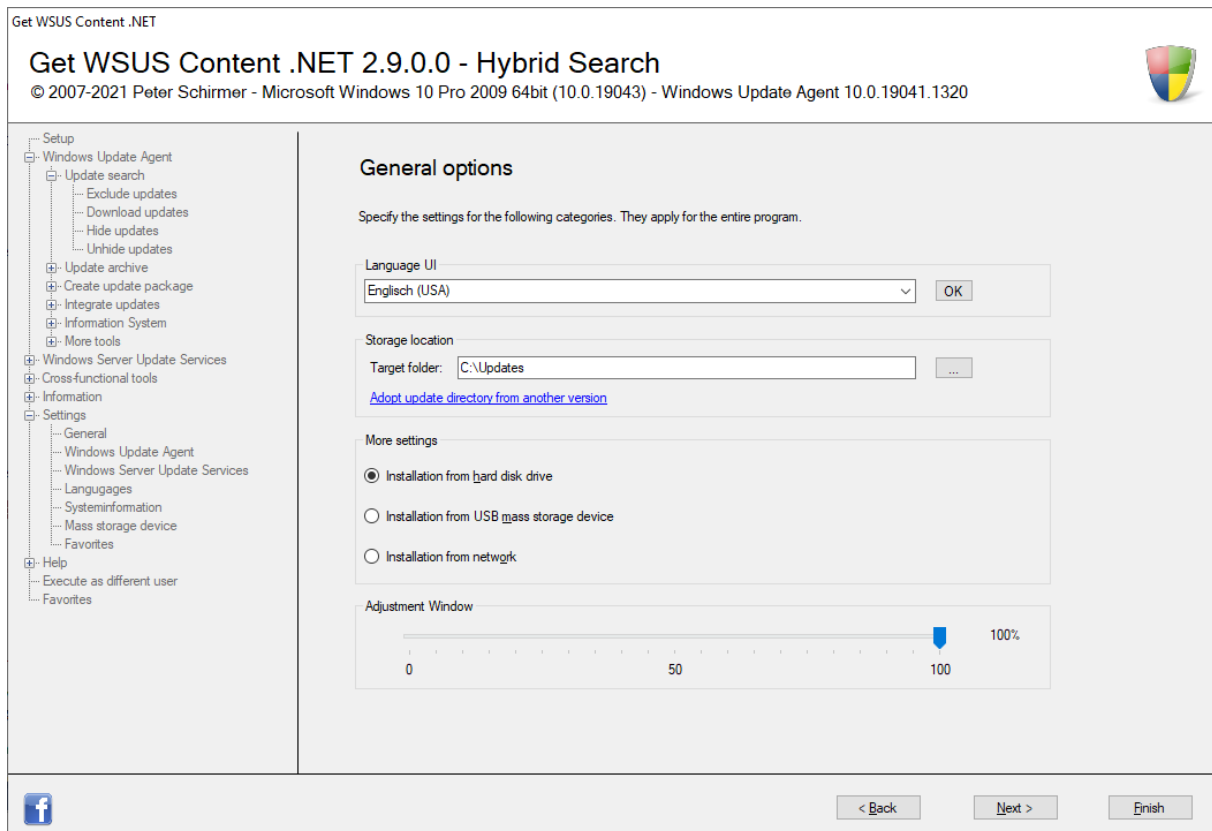 Get WSUS Content .NET
Get WSUS Content .NET 2.9.0.0 - Hybrid Search
© 2007-2021 Peter Schirmer - Microsoft Windows 10 Pro 2009 64bit (10.0.19043) - Windows Update Agent 10.0.19041.1320
Setup
Windows Update Agent
Update search
Exclude updates
Download updates
Hide updates
Unhide updates
Update archive
Create update package
Integrate updates
Information System
More tools
Windows Server Update Services
Cross-functional tools
Information
Settings
General
Windows Update Agent
Windows Server Update Services
Langugages
Systeminformation
Mass storage device
Favorites
Help
Execute as different user
Favorites
General options
Specify the settings for the following categories. They apply for the entire program.
Language UI
Englisch (USA)
OK
Storage location
Target folder: C:\Updates ...
Adopt update directory from another version
More settings
Installation from hard disk drive
Installation from USB mass storage device
Installation from network
Adjustment Window
100%
0 50 100
f
< Back Next > Finish